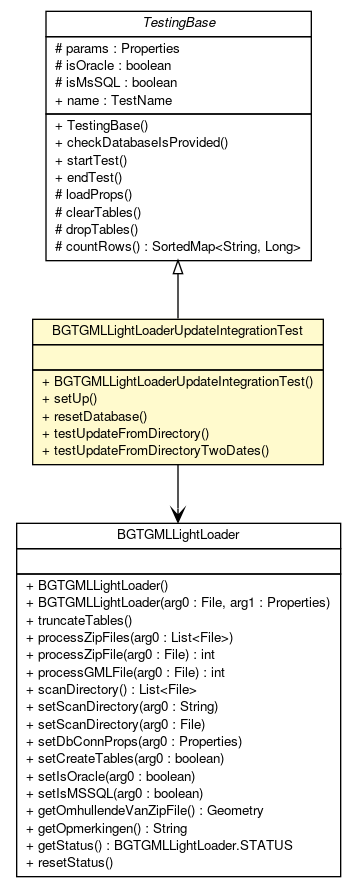 TestingBase
# params : Properties
# isOracle : boolean
# isMsSQL : boolean
+ name : TestName
+ TestingBase()
+ checkDatabaseIsProvided()
+ startTest()
+ endTest()
# loadProps()
# clearTables()
# dropTables()
# countRows() : SortedMap<String, Long>
BGTGMLLightLoaderUpdateIntegrationTest
+ BGTGMLLightLoaderUpdateIntegrationTest()
+ setUp()
+ resetDatabase()
+ testUpdateFromDirectory()
+ testUpdateFromDirectoryTwoDates()
BGTGMLLightLoader
+ BGTGMLLightLoader()
+ BGTGMLLightLoader(arg0 : File, arg1 : Properties)
+ truncateTables()
+ processZipFiles(arg0 : List<File>)
+ processZipFile(arg0 : File) : int
+ processGMLFile(arg0 : File) : int
+ scanDirectory() : List<File>
+ setScanDirectory(arg0 : String)
+ setScanDirectory(arg0 : File)
+ setDbConnProps(arg0 : Properties)
+ setCreateTables(arg0 : boolean)
+ setIsOracle(arg0 : boolean)
+ setIsMSSQL(arg0 : boolean)
+ getOmhullendeVanZipFile() : Geometry
+ getOpmerkingen() : String
+ getStatus() : BGTGMLLightLoader.STATUS
+ resetStatus()